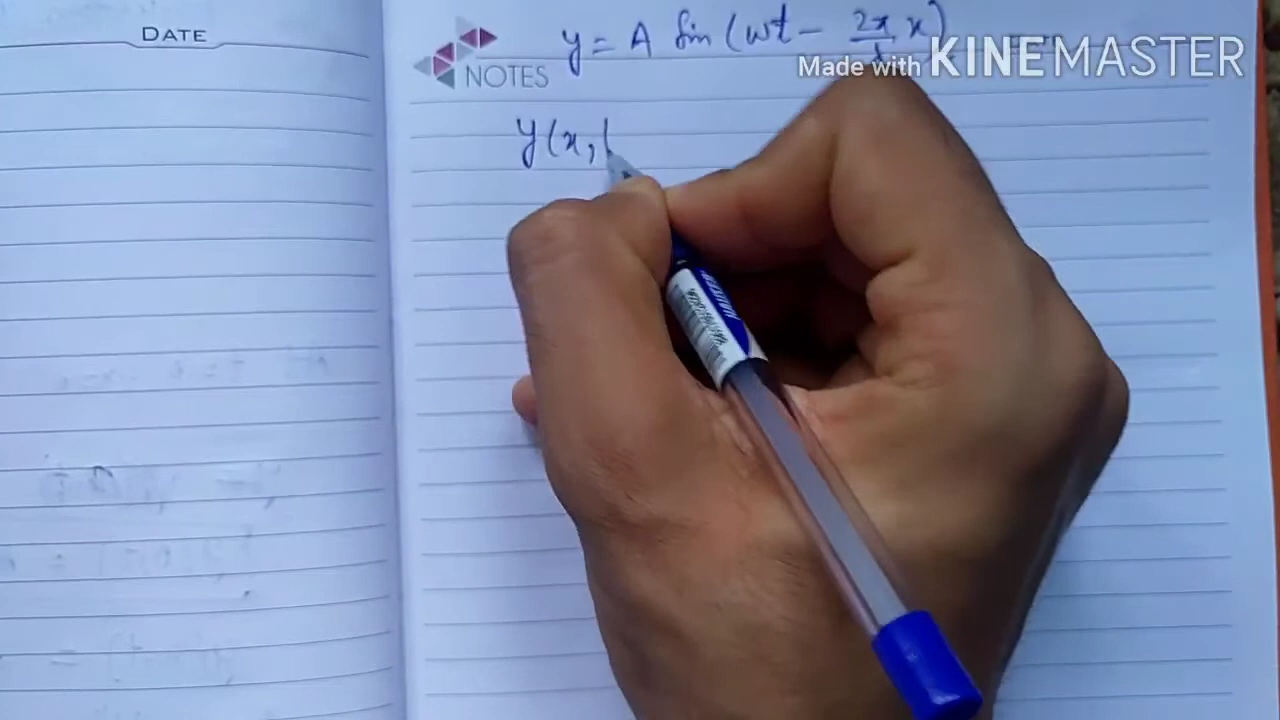 DATE
NOTES
y = A Sin (wt - 2π/λ x)
Made with KINEMASTER
y(x, t